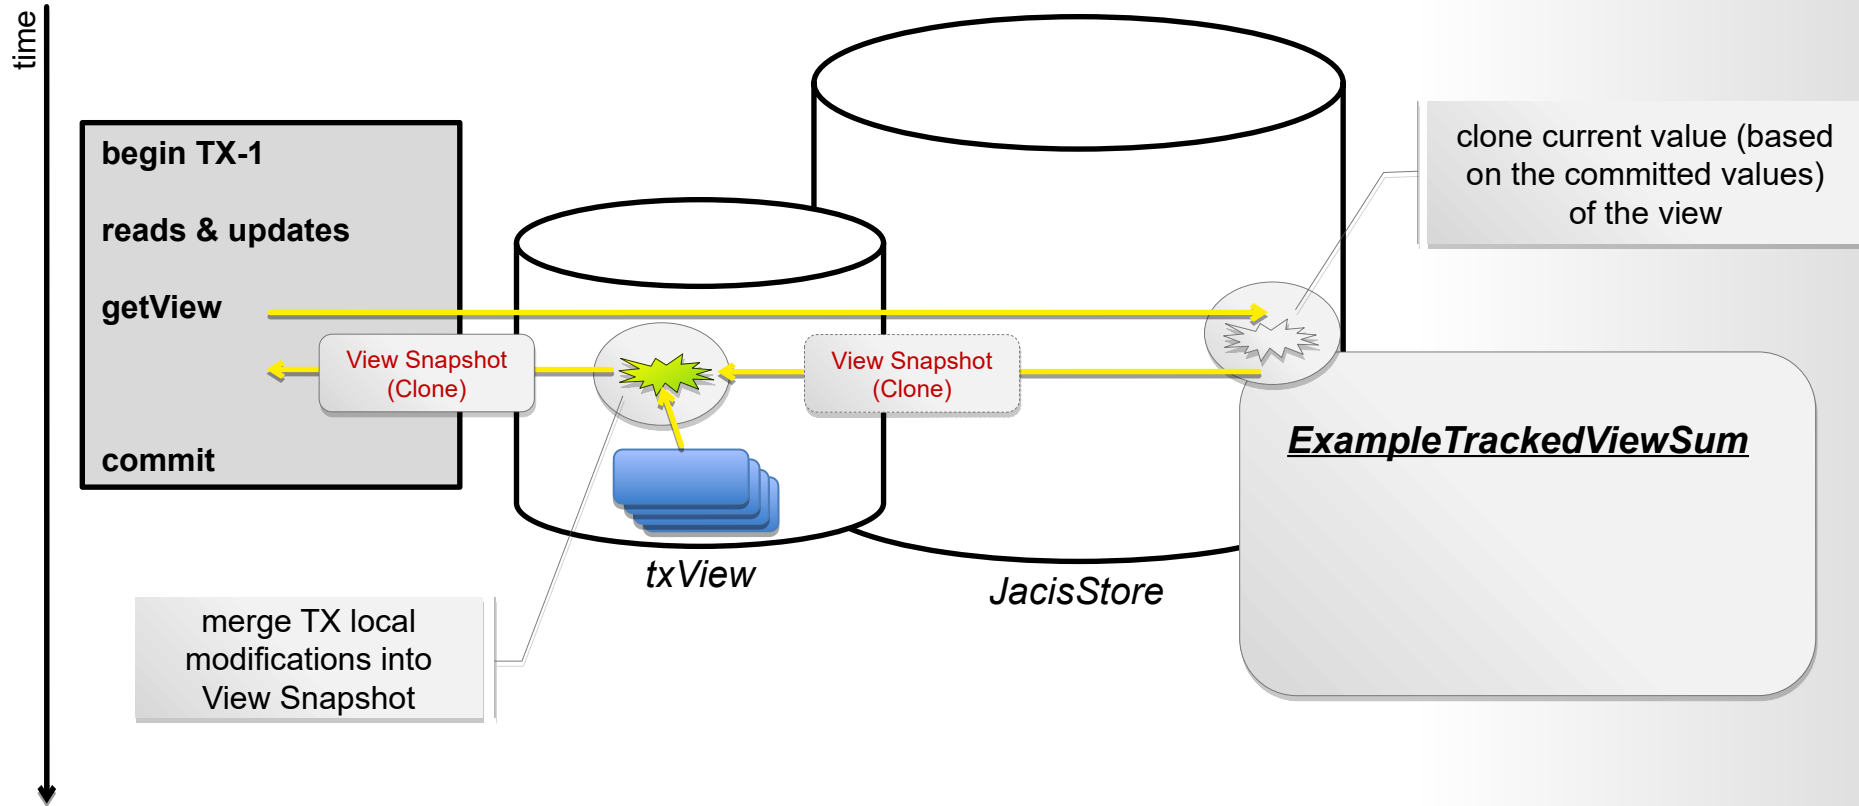 time
begin TX-1
reads & updates
getView
commit
View Snapshot
(Clone)
View Snapshot
(Clone)
clone current value (based
on the committed values)
of the view
ExampleTrackedViewSum
txView
JacisStore
merge TX local
modifications into
View Snapshot